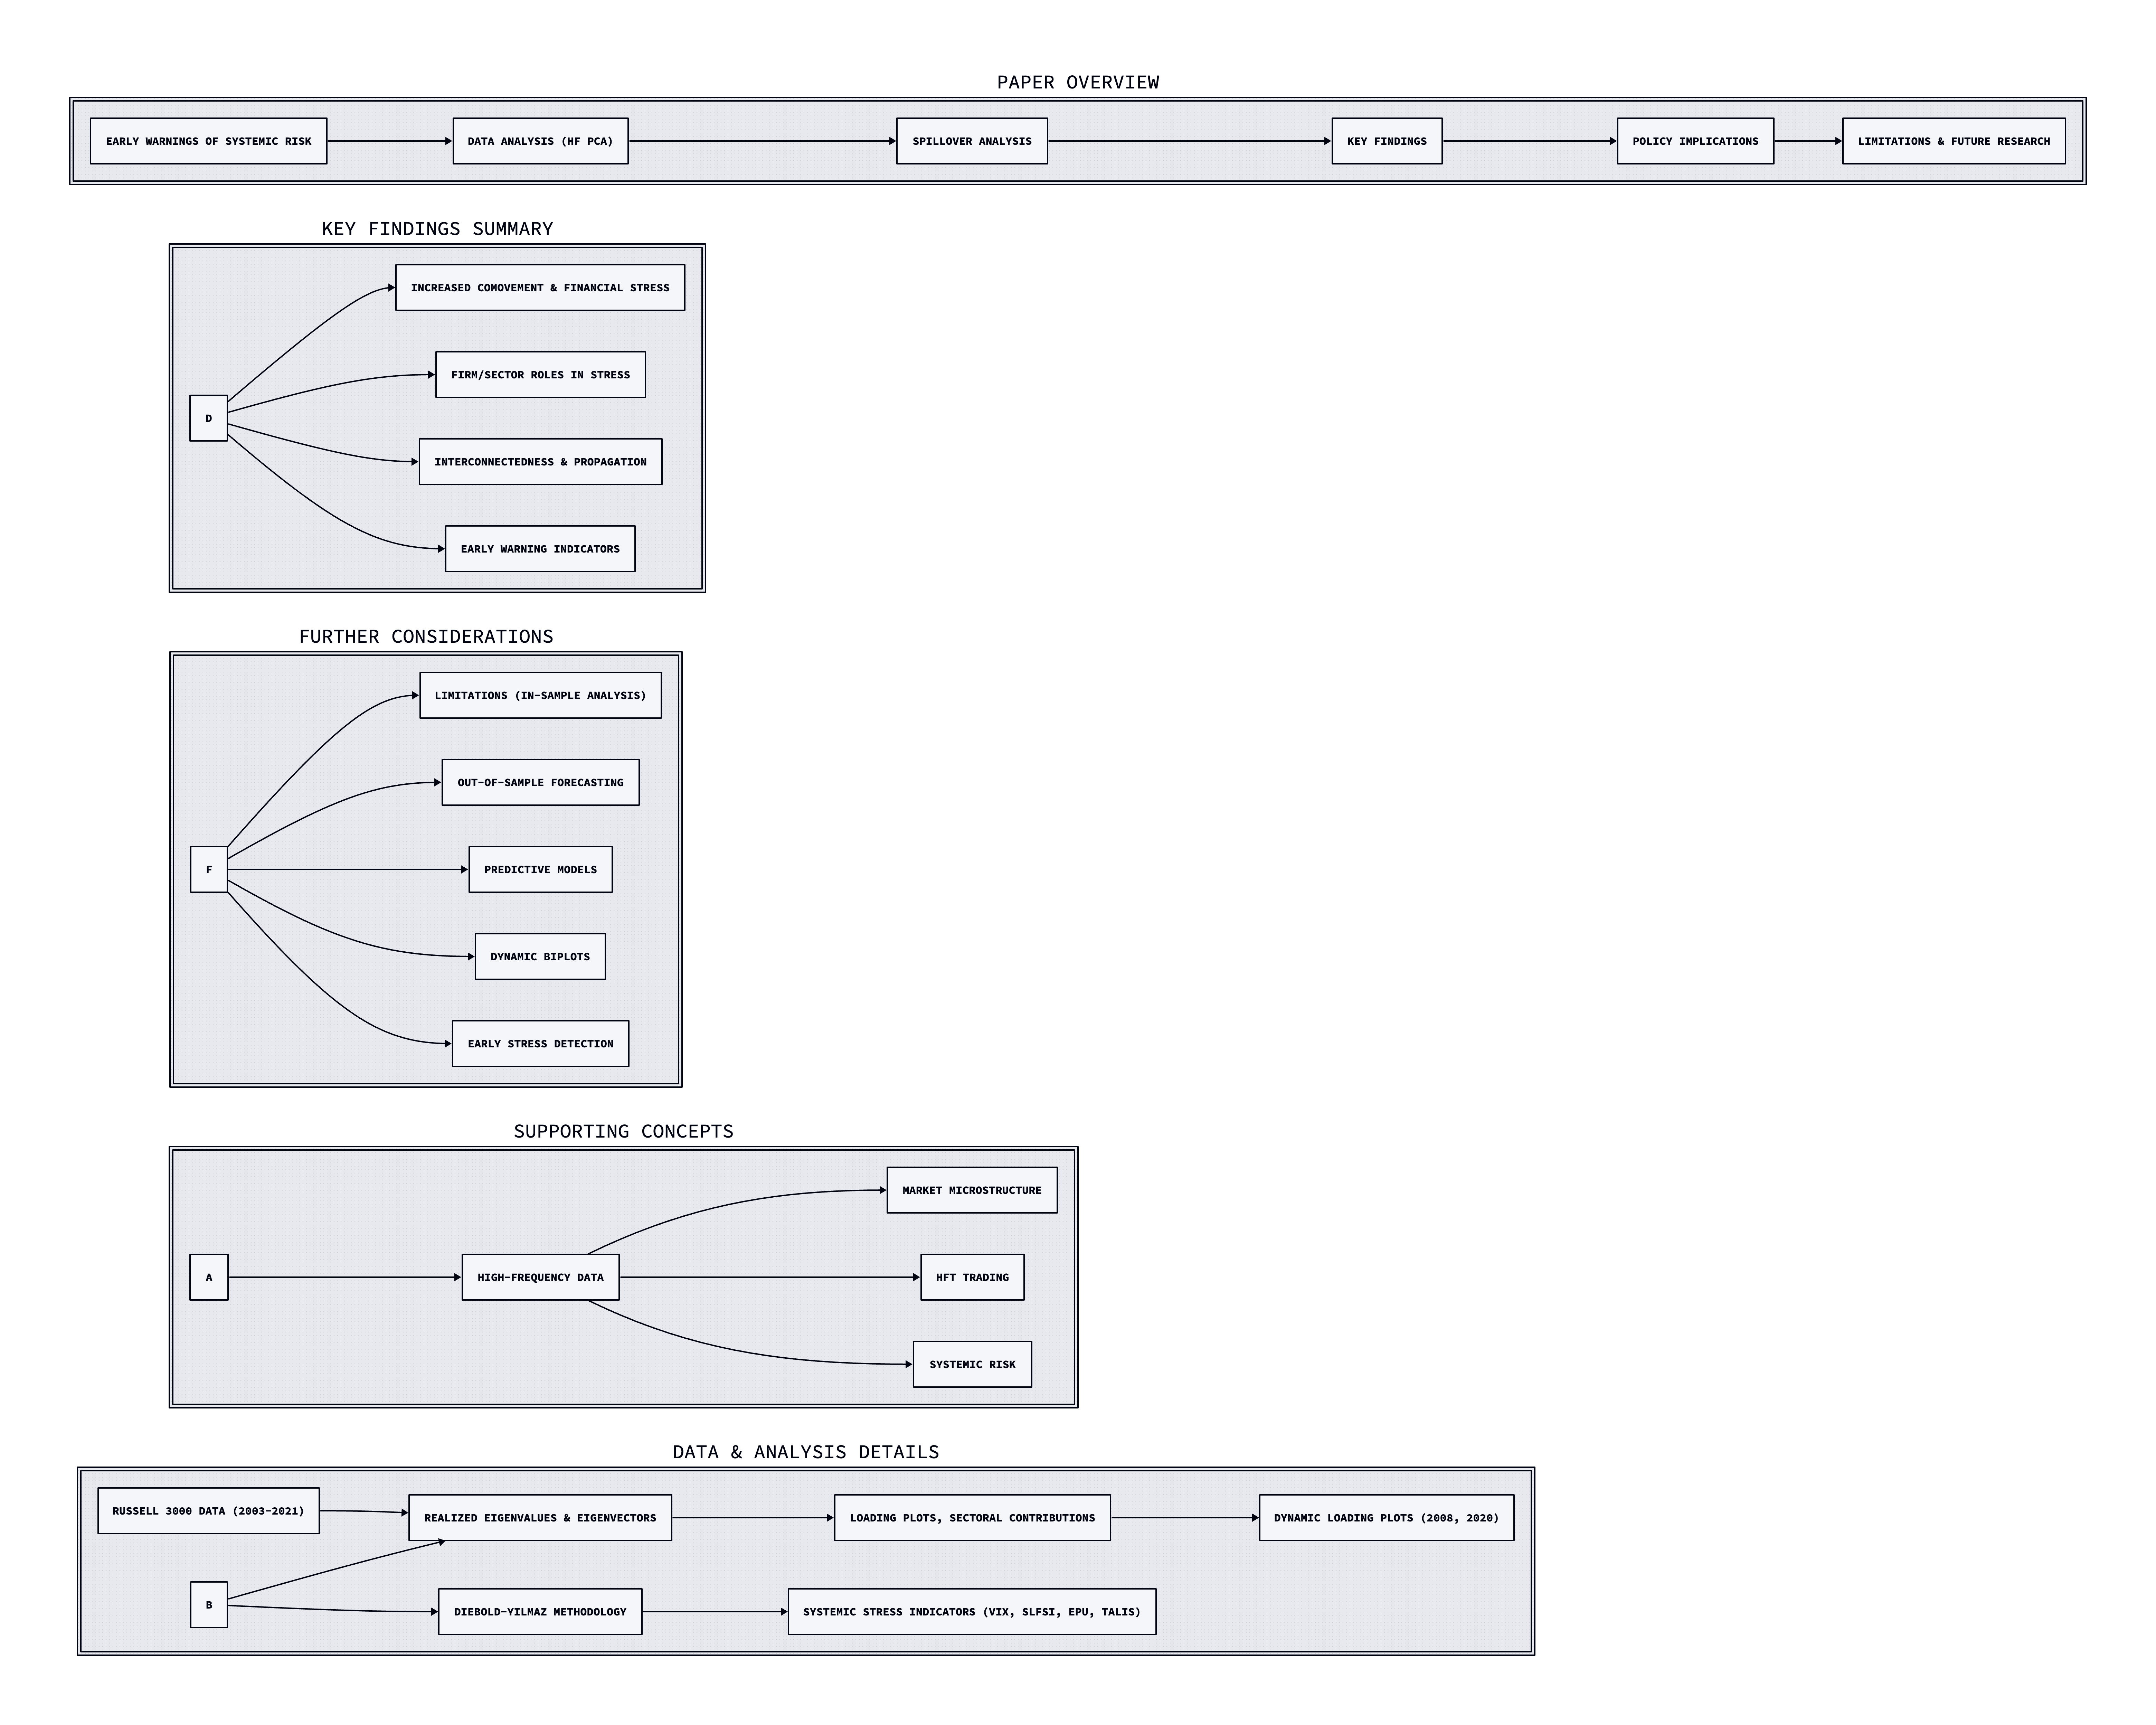 PAPER OVERVIEW
EARLY WARNINGS OF SYSTEMIC RISK
DATA ANALYSIS (HF PCA)
SPILLOVER ANALYSIS
KEY FINDINGS
POLICY IMPLICATIONS
LIMITATIONS & FUTURE RESEARCH
KEY FINDINGS SUMMARY
D
INCREASED COMOVEMENT & FINANCIAL STRESS
FIRM/SECTOR ROLES IN STRESS
INTERCONNECTEDNESS & PROPAGATION
EARLY WARNING INDICATORS
FURTHER CONSIDERATIONS
F
LIMITATIONS (IN-SAMPLE ANALYSIS)
OUT-OF-SAMPLE FORECASTING
PREDICTIVE MODELS
DYNAMIC BIPLOTS
EARLY STRESS DETECTION
SUPPORTING CONCEPTS
A
HIGH-FREQUENCY DATA
MARKET MICROSTRUCTURE
HFT TRADING
SYSTEMIC RISK
DATA & ANALYSIS DETAILS
RUSSELL 3000 DATA (2003-2021)
REALIZED EIGENVALUES & EIGENVECTORS
LOADING PLOTS, SECTORAL CONTRIBUTIONS
DYNAMIC LOADING PLOTS (2008, 2020)
B
DIEBOLD-YILMAZ METHODOLOGY
SYSTEMIC STRESS INDICATORS (VIX, SLFSI, EPU, TALIS)